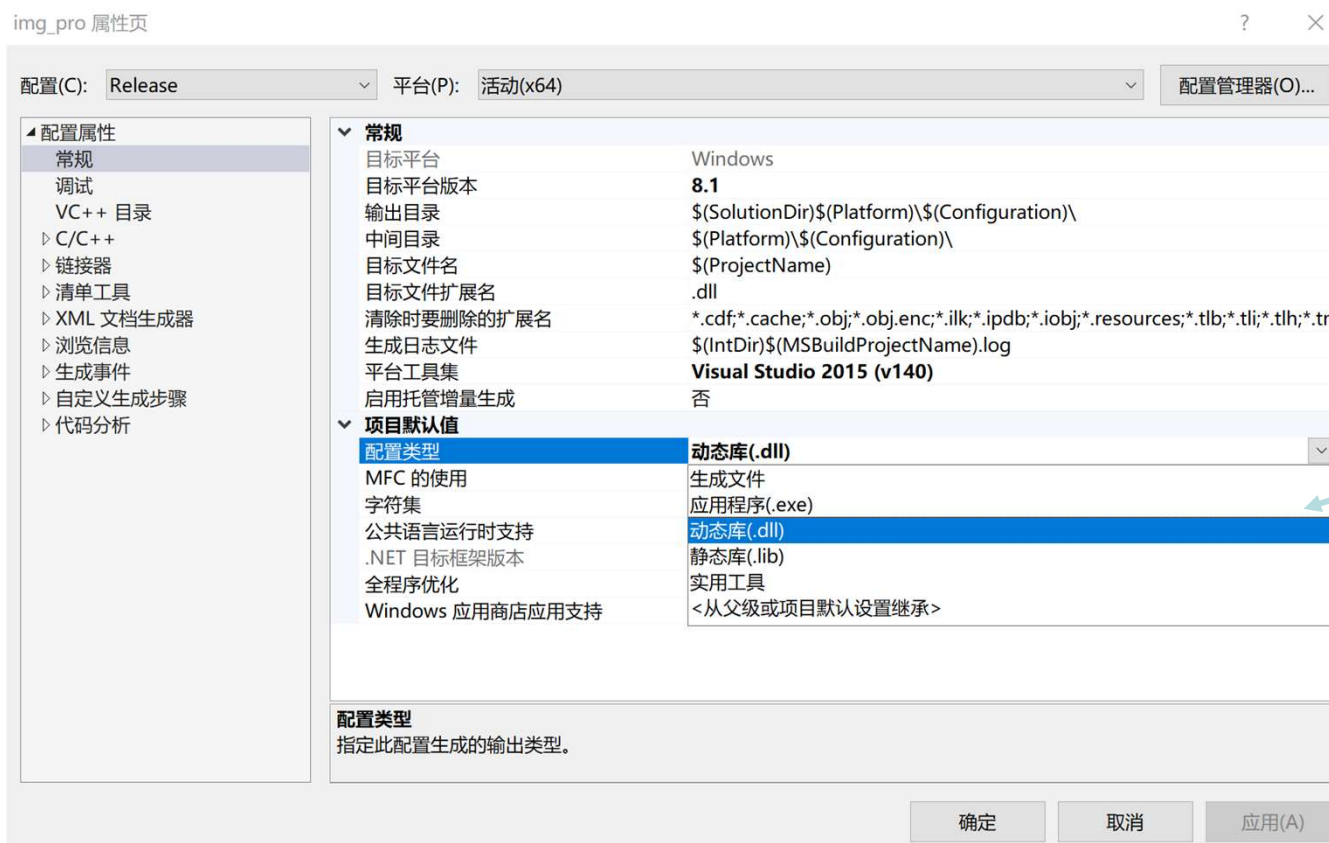 img_pro 属性页
配置(C): Release 平台(P): 活动(x64) 配置管理器(O)...
配置属性
常规
调试
VC++ 目录
C/C++
链接器
清单工具
XML 文档生成器
浏览信息
生成事件
自定义生成步骤
代码分析
常规
目标平台 Windows
目标平台版本 8.1
输出目录 $(SolutionDir)$(Platform)\$(Configuration)\
中间目录 $(Platform)\$(Configuration)\
目标文件名 $(ProjectName)
目标文件扩展名 .dll
清除时要删除的扩展名 *.cdf;*.cache;*.obj;*.obj.enc;*.ilk;*.ipdb;*.iobj;*.resources;*.tlb;*.tli;*.tlh;*.tr
生成日志文件 $(IntDir)$(MSBuildProjectName).log
平台工具集 Visual Studio 2015 (v140)
启用托管增量生成 否
项目默认值
配置类型 动态库(.dll)
MFC 的使用 生成文件
字符集 应用程序(.exe)
公共语言运行时支持 动态库(.dll)
.NET 目标框架版本 静态库(.lib)
全程序优化 实用工具
Windows 应用商店应用支持 <从父级或项目默认设置继承>
配置类型
指定此配置生成的输出类型。
确定 取消 应用(A)